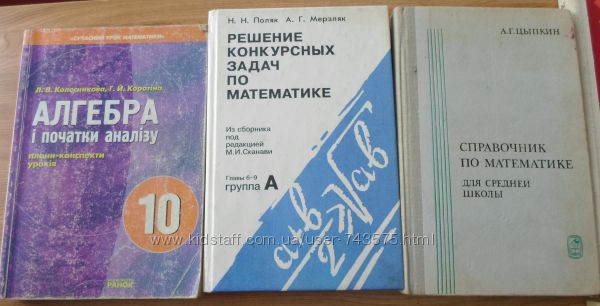 «СУЧАСНИЙ УРОК МАТЕМАТИКИ»
Л. В. Колесникова, Г. Й. Коротіна
АЛГЕБРА
і початки аналізу
плани-конспекти
уроків
10
РАНОК
Н. Н. Поляк А. Г. Мерзляк
РЕШЕНИЕ
КОНКУРСНЫХ
ЗАДАЧ
ПО
МАТЕМАТИКЕ
Из сборника
под
редакцией
М.И.Сканави
Главы 6-9
группа А
a+b
2
√ab
А.Г.ЦЫПКИН
СПРАВОЧНИК
ПО МАТЕМАТИКЕ
ДЛЯ СРЕДНЕЙ
ШКОЛЫ
www.kidstaff.com.ua/user-743575.html